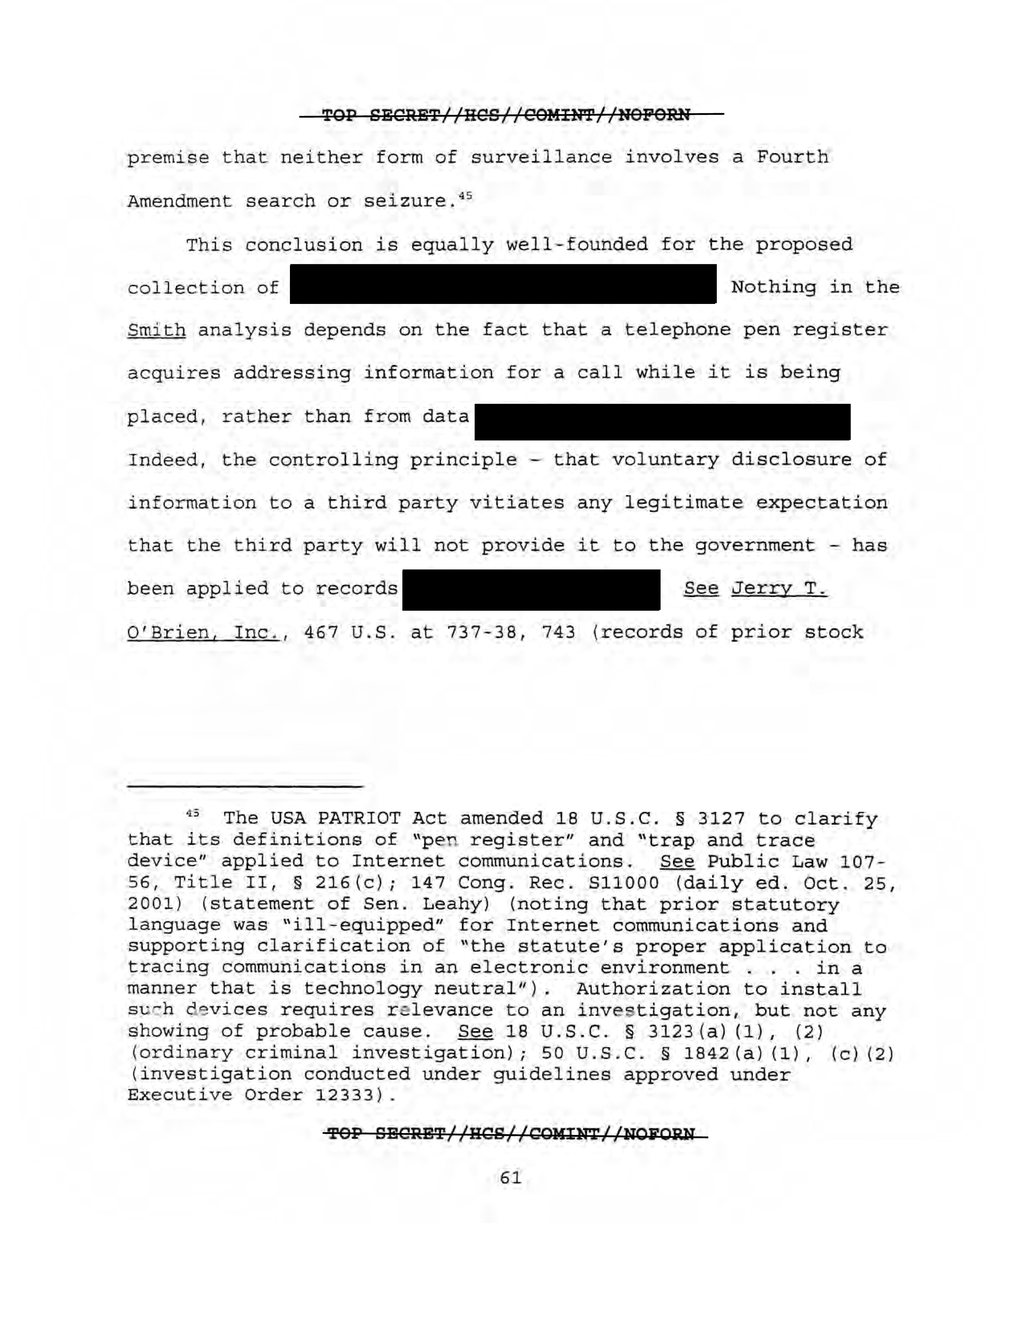 TOP SECRET//HCS//COMINT//NOFORN
premise that neither form of surveillance involves a Fourth
Amendment search or seizure.45
This conclusion is equally well-founded for the proposed
collection of Nothing in the
Smith analysis depends on the fact that a telephone pen register
acquires addressing information for a call while it is being
placed, rather than from data
Indeed, the controlling principle - that voluntary disclosure of
information to a third party vitiates any legitimate expectation
that the third party will not provide it to the government - has
been applied to records See Jerry T.
O'Brien, Inc., 467 U.S. at 737-38, 743 (records of prior stock
45 The USA PATRIOT Act amended 18 U.S.C. § 3127 to clarify
that its definitions of "pen register" and "trap and trace
device" applied to Internet communications. See Public Law 107-
56, Title II, § 216(c); 147 Cong. Rec. S11000 (daily ed. Oct. 25,
2001) (statement of Sen. Leahy) (noting that prior statutory
language was "ill-equipped" for Internet communications and
supporting clarification of "the statute's proper application to
tracing communications in an electronic environment . . . in a
manner that is technology neutral"). Authorization to install
such devices requires relevance to an investigation, but not any
showing of probable cause. See 18 U.S.C. § 3123(a)(1), (2)
(ordinary criminal investigation); 50 U.S.C. § 1842(a)(1), (c)(2)
(investigation conducted under guidelines approved under
Executive Order 12333).
TOP SECRET//HCS//COMINT//NOFORN
61